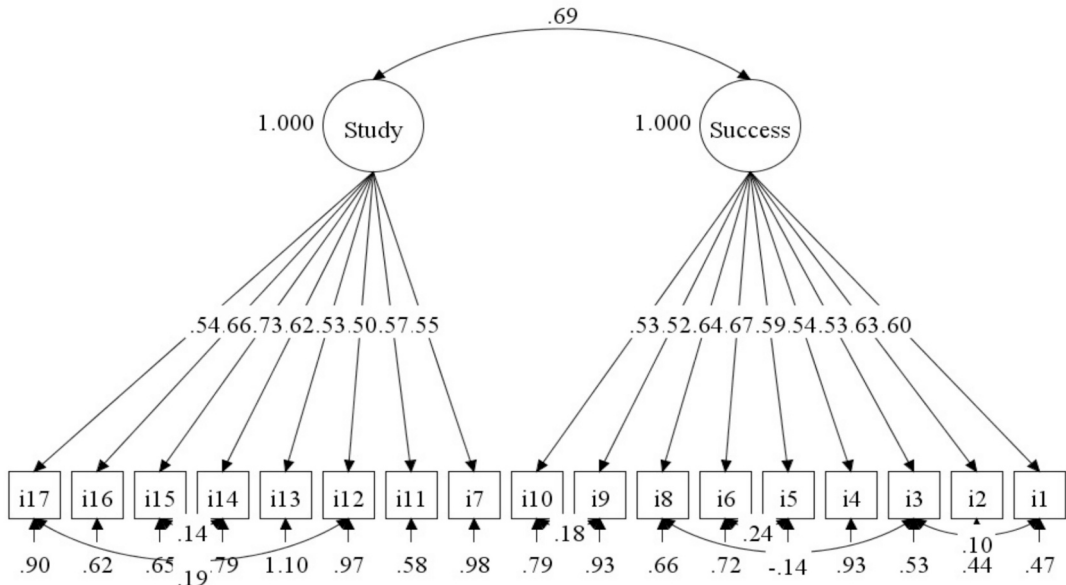 .69
1.000 Study 1.000 Success
.54 .66 .73 .62 .53 .50 .57 .55 .53 .52 .64 .67 .59 .54 .53 .63 .60
i17 i16 i15 i14 i13 i12 i11 i7 i10 i9 i8 i6 i5 i4 i3 i2 i1
.14 .18 .24 .10
.90 .62 .65 .79 1.10 .97 .58 .98 .79 .93 .66 .72 -.14 .93 .53 .44 .47
.19